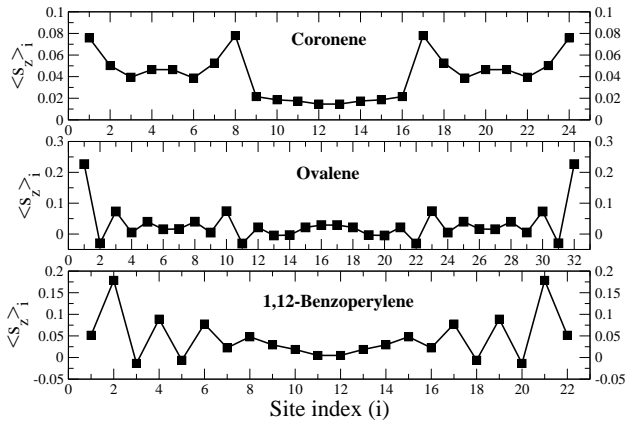 0.1 0.1
Coronene
0.08 0.08
0.06 0.06
<s_z>_i
0.04 0.04
0.02 0.02
0 0
0 2 4 6 8 10 12 14 16 18 20 22 24
0.3 0.3
Ovalene
0.2 0.2
<s_z>_i
0.1 0.1
0 0
0 2 4 6 8 10 12 14 16 18 20 22 24 26 28 30 32
0.2 0.2
1,12-Benzoperylene
0.15 0.15
0.1 0.1
<s_z>_i
0.05 0.05
0 0
-0.05 -0.05
0 2 4 6 8 10 12 14 16 18 20 22
Site index (i)